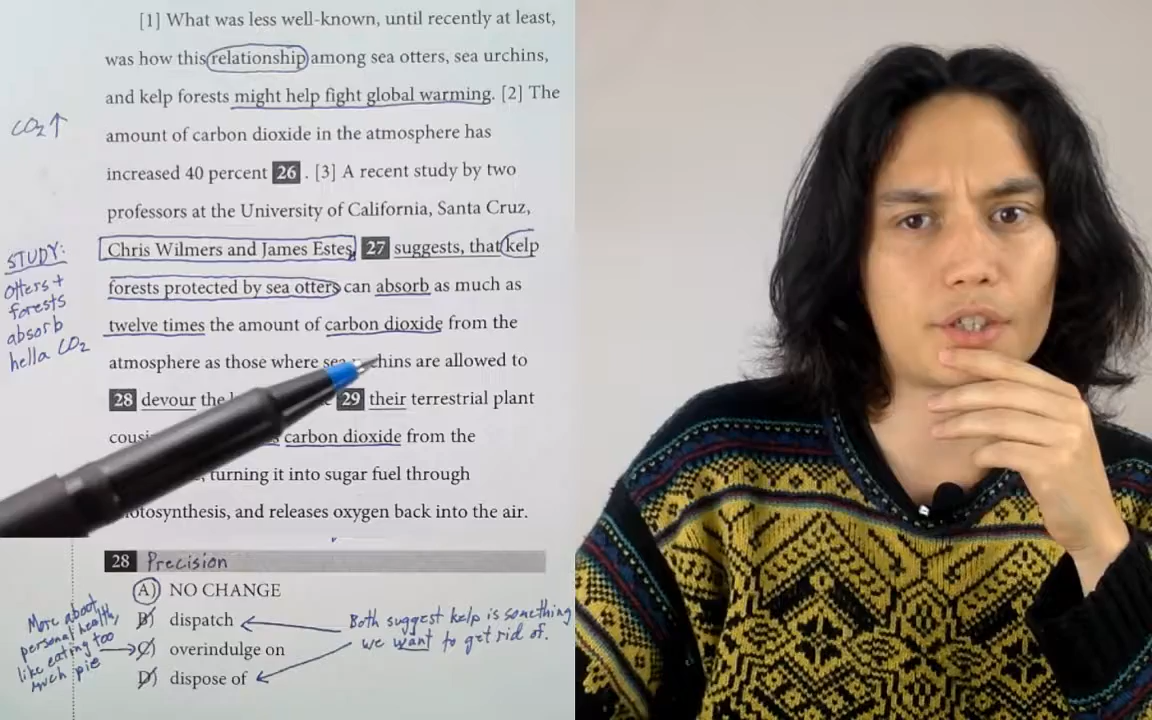 [1] What was less well-known, until recently at least,
was how this relationship among sea otters, sea urchins,
and kelp forests might help fight global warming. [2] The
CO2↑
amount of carbon dioxide in the atmosphere has
increased 40 percent 26 . [3] A recent study by two
professors at the University of California, Santa Cruz,
Chris Wilmers and James Estes, 27 suggests, that kelp
forests protected by sea otters can absorb as much as
twelve times the amount of carbon dioxide from the
STUDY:
otters +
forests
absorb
hella CO2
atmosphere as those where sea are allowed to
28 devour the 29 their terrestrial plant
carbon dioxide from the
turning it into sugar fuel through
and releases oxygen back into the air.
28 Precision
A) NO CHANGE
B) dispatch
C) overindulge on
D) dispose of
More about
personal health,
like eating too
much pie
Both suggest kelp is something
we want to get rid of.